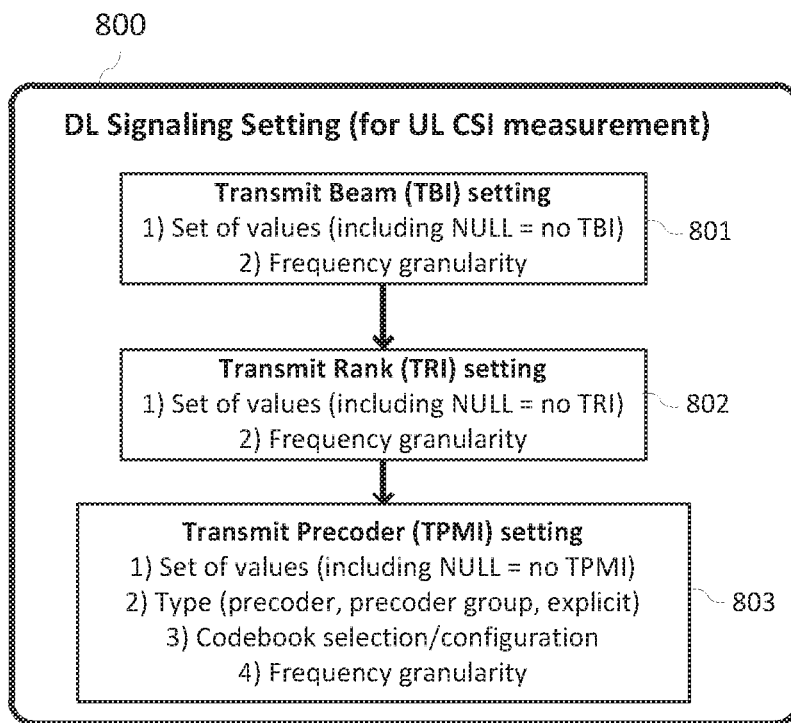 800
DL Signaling Setting (for UL CSI measurement)
Transmit Beam (TBI) setting
1) Set of values (including NULL = no TBI)
2) Frequency granularity
801
Transmit Rank (TRI) setting
1) Set of values (including NULL = no TRI)
2) Frequency granularity
802
Transmit Precoder (TPMI) setting
1) Set of values (including NULL = no TPMI)
2) Type (precoder, precoder group, explicit)
3) Codebook selection/configuration
4) Frequency granularity
803